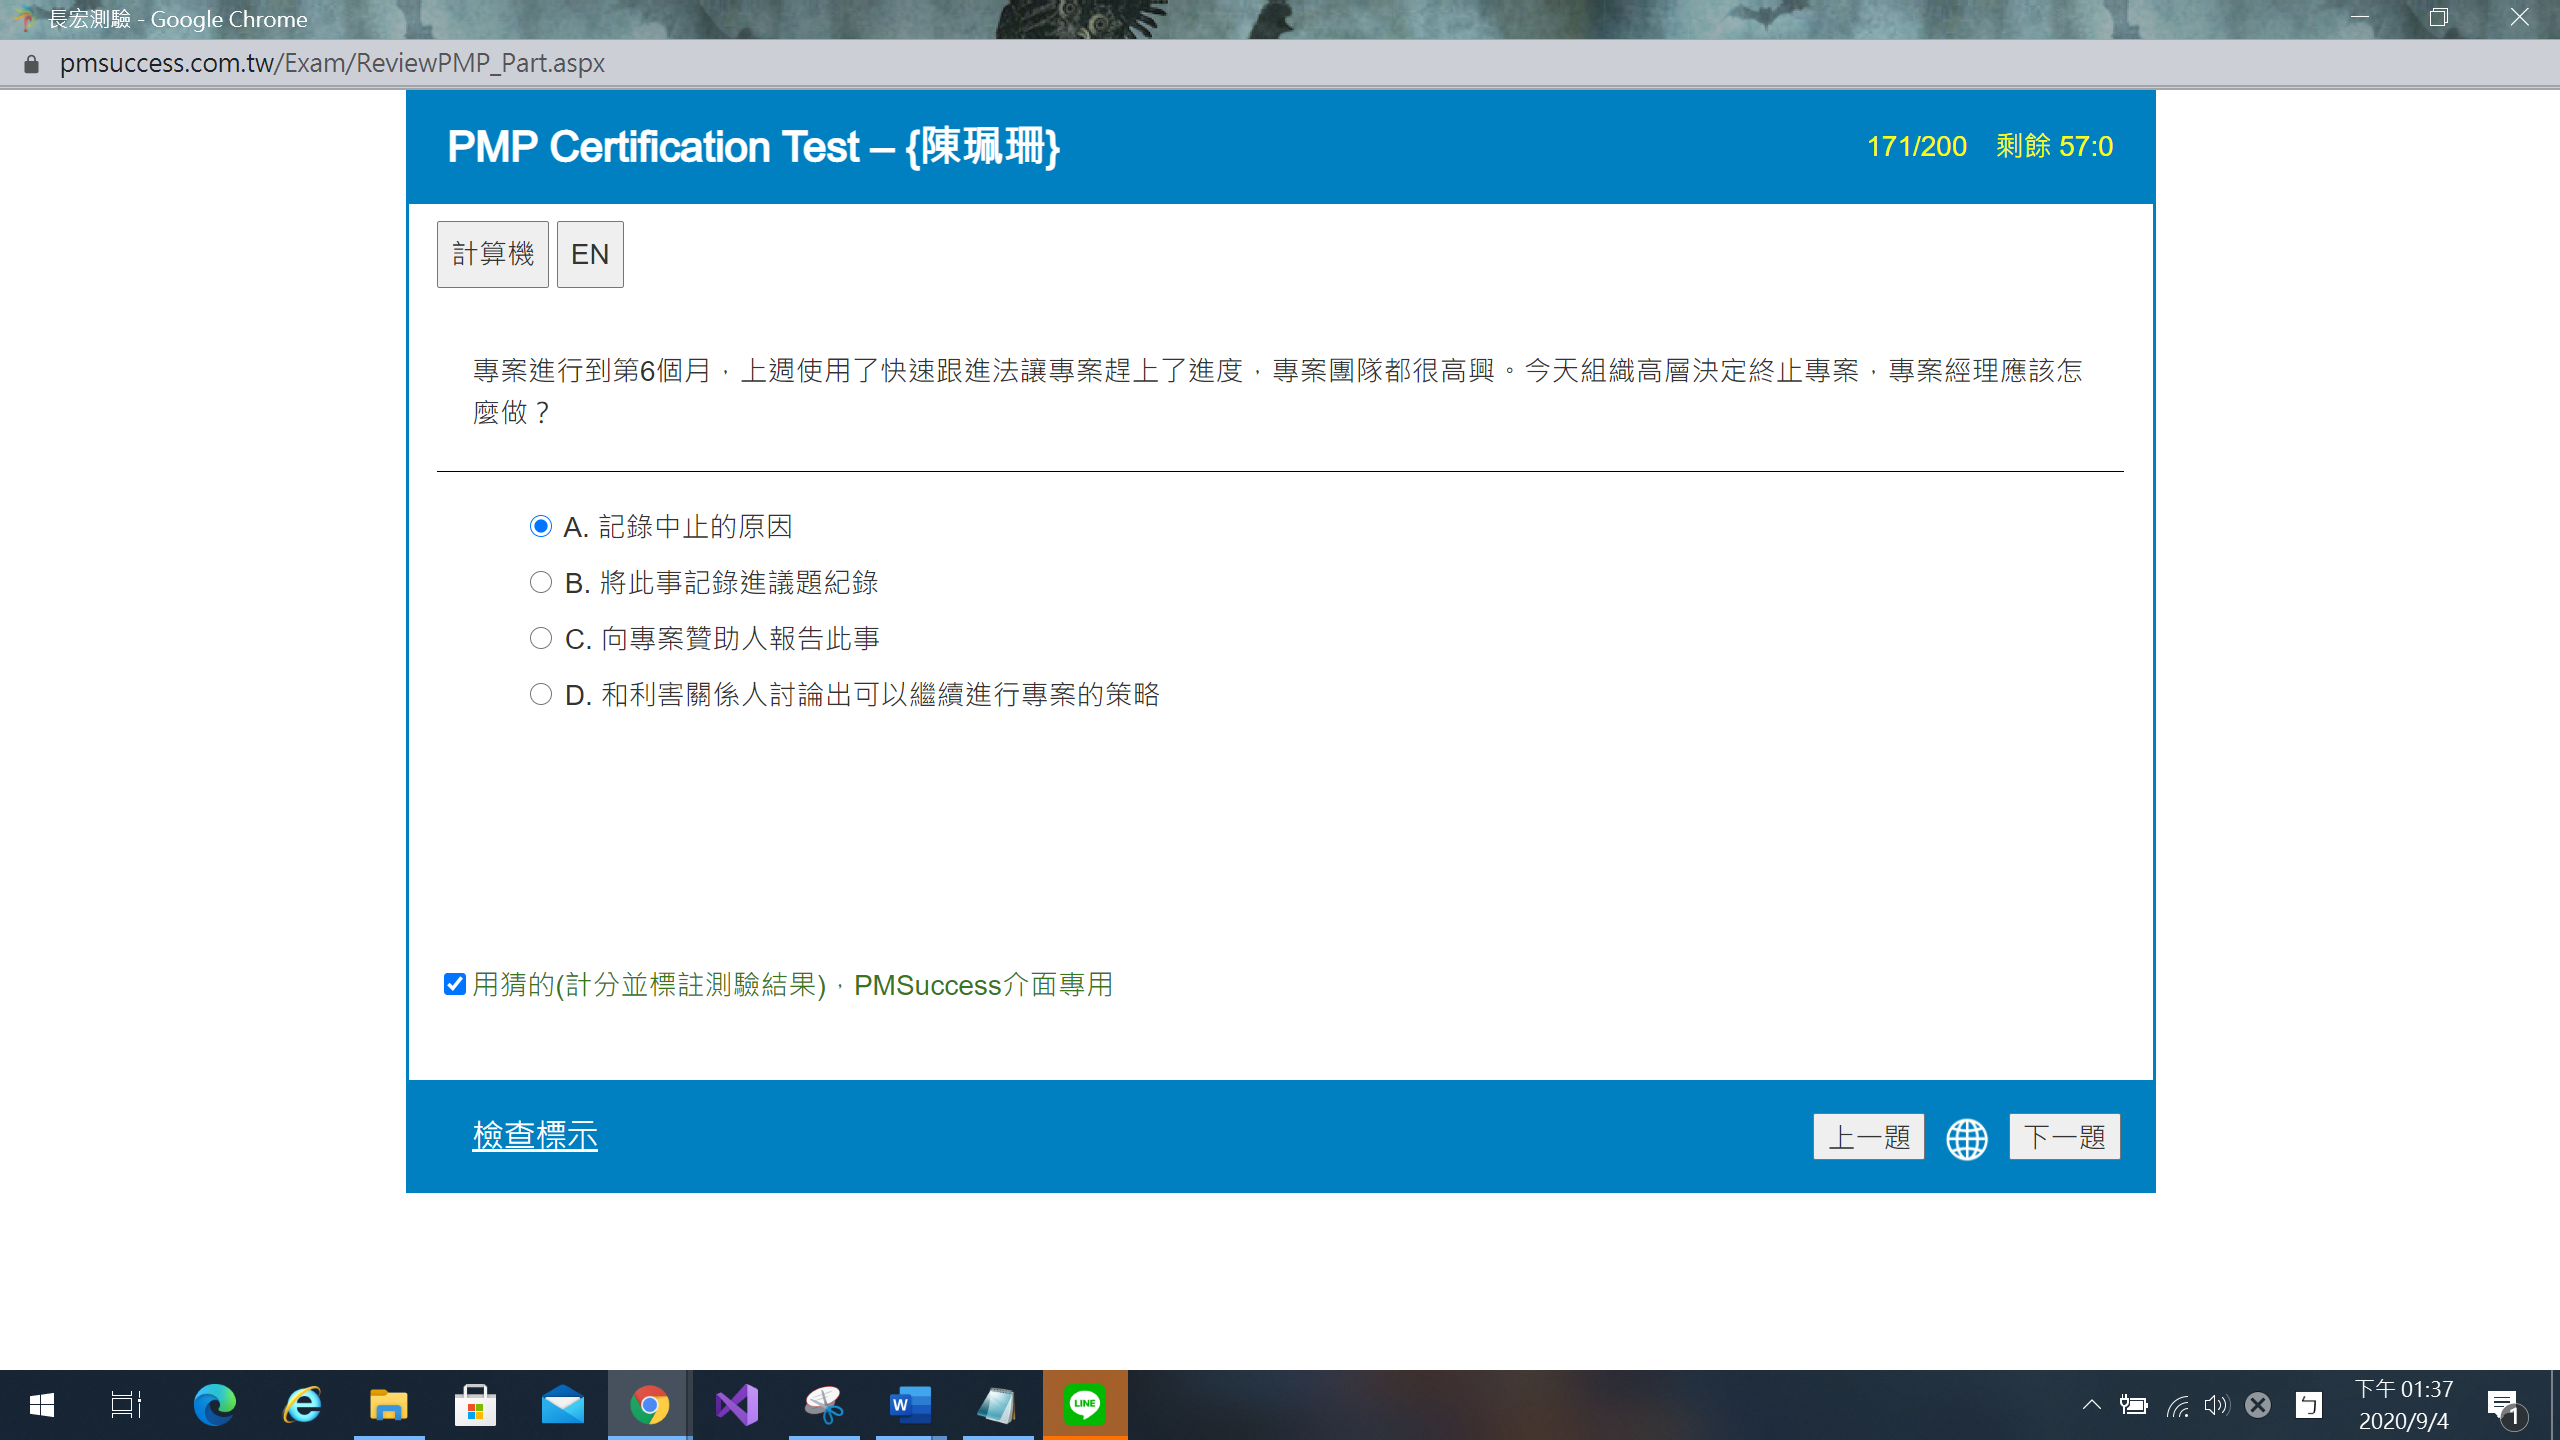 長宏測驗 - Google Chrome
pmsuccess.com.tw/Exam/ReviewPMP_Part.aspx
PMP Certification Test – {陳珮珊}
171/200 剩餘 57:0
計算機 EN
專案進行到第6個月，上週使用了快速跟進法讓專案趕上了進度，專案團隊都很高興。今天組織高層決定終止專案，專案經理應該怎
麼做？
A. 記錄中止的原因
B. 將此事記錄進議題紀錄
C. 向專案贊助人報告此事
D. 和利害關係人討論出可以繼續進行專案的策略
用猜的(計分並標註測驗結果)，PMSuccess介面專用
檢查標示 上一題 下一題
W LINE ㄅ 下午 01:37
2020/9/4 1